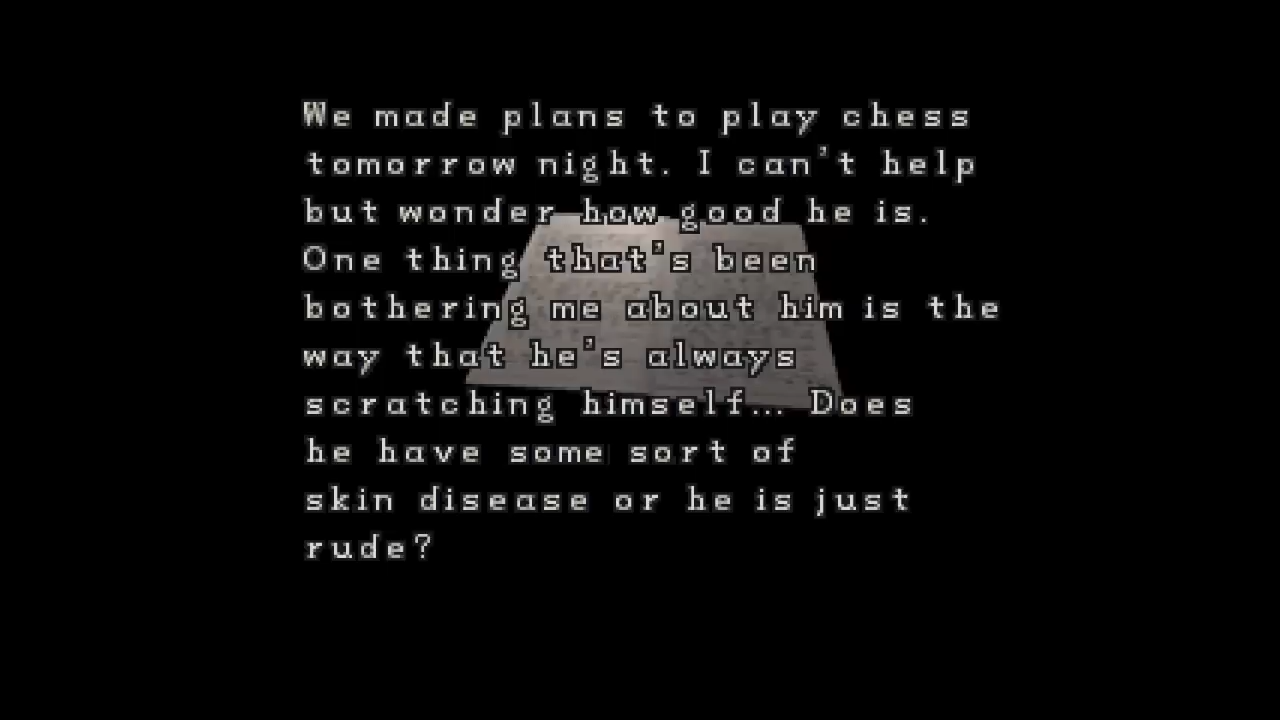 We made plans to play chess
tomorrow night. I can't help
but wonder how good he is.
One thing that's been
bothering me about him is the
way that he's always
scratching himself... Does
he have some sort of
skin disease or he is just
rude?